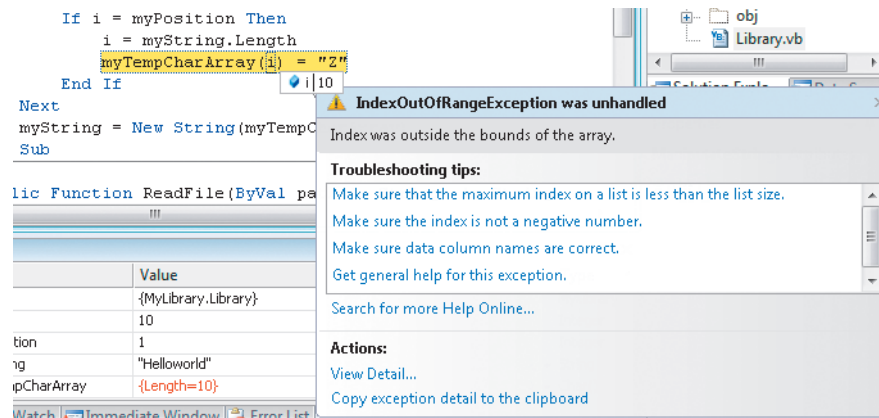 If i = myPosition Then
i = myString.Length
myTempCharArray(i) = "Z"
i 10
End If
Next
myString = New String(myTempC
Sub
lic Function ReadFile(ByVal pa
obj
Library.vb
IndexOutOfRangeException was unhandled
Index was outside the bounds of the array.
Troubleshooting tips:
Make sure that the maximum index on a list is less than the list size.
Make sure the index is not a negative number.
Make sure data column names are correct.
Get general help for this exception.
Search for more Help Online...
Actions:
View Detail...
Copy exception detail to the clipboard
Value
{MyLibrary.Library}
10
tion 1
ng "Helloworld"
pCharArray {Length=10}
Watch Immediate Window Error List